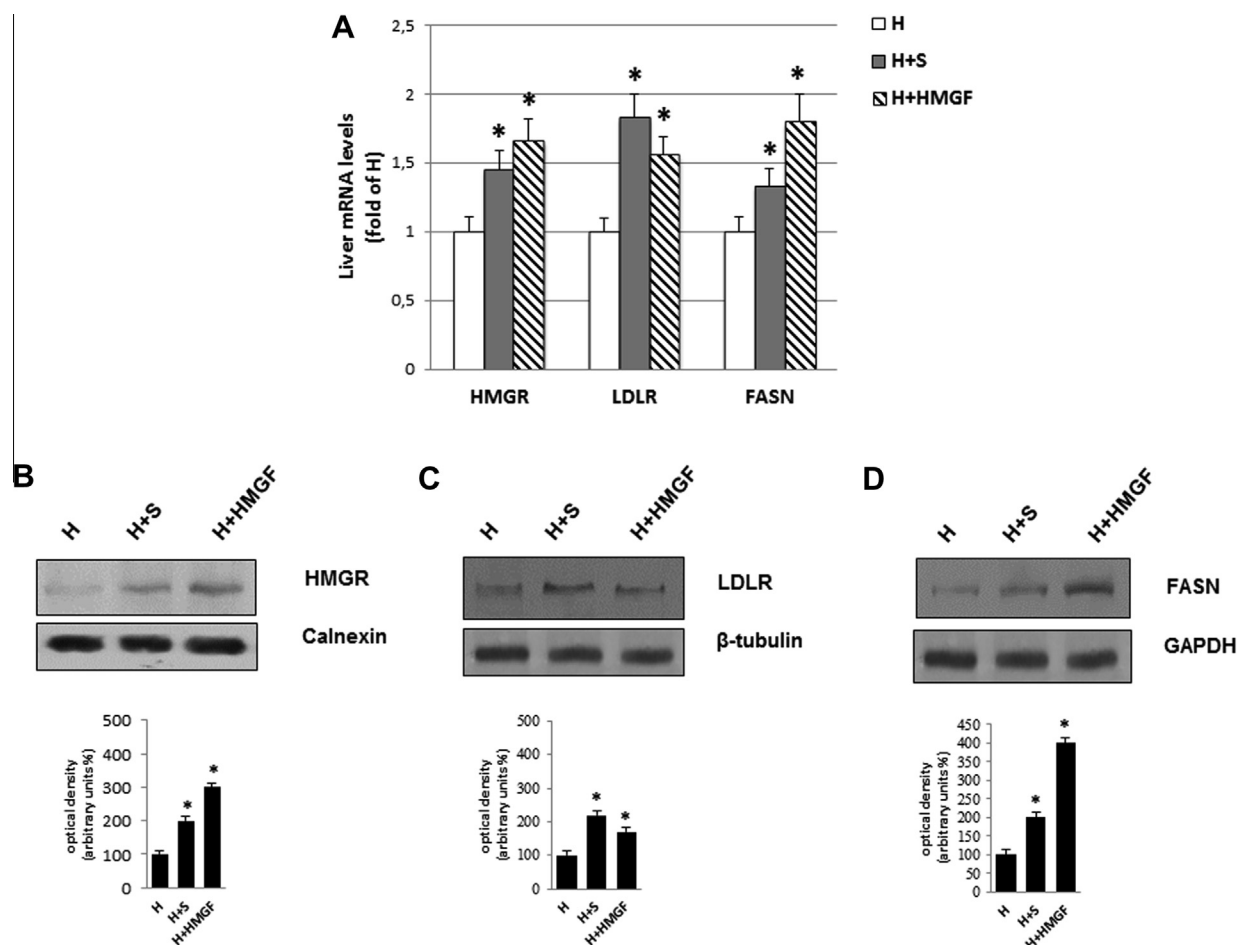 A
2,5
2
1,5
1
0,5
0
Liver mRNA levels
(fold of H)
* * * * * *
HMGR LDLR FASN
H
H+S
H+HMGF
B
H H+S H+HMGF
HMGR
Calnexin
500
400
300
200
100
0
optical density
(arbitrary units%)
* *
H H+S H+HMGF
C
H H+S H+HMGF
LDLR
β-tubulin
500
400
300
200
100
0
optical density
(arbitrary units%)
* *
H H+S H+HMGF
D
H H+S H+HMGF
FASN
GAPDH
450
400
350
300
250
200
150
100
50
0
optical density
(arbitrary units%)
* *
H H+S H+HMGF